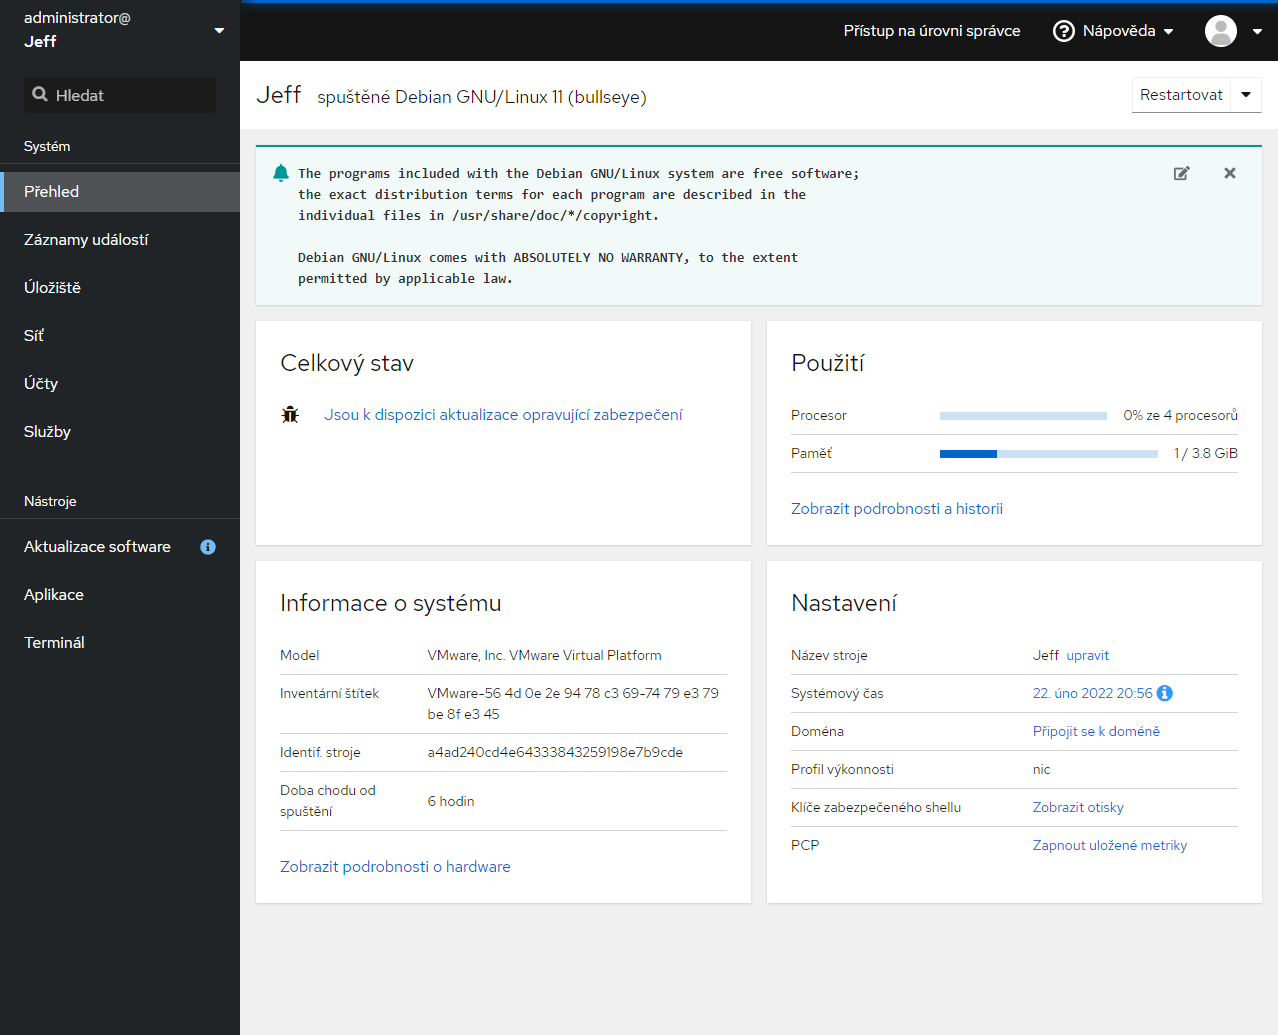 administrator@
Jeff
Přístup na úrovni správce
Nápověda
Hledat
Systém
Přehled
Záznamy událostí
Úložiště
Síť
Účty
Služby
Nástroje
Aktualizace software
Aplikace
Terminál
Jeff spuštěné Debian GNU/Linux 11 (bullseye)
Restartovat
The programs included with the Debian GNU/Linux system are free software;
the exact distribution terms for each program are described in the
individual files in /usr/share/doc/*/copyright.
Debian GNU/Linux comes with ABSOLUTELY NO WARRANTY, to the extent
permitted by applicable law.
Celkový stav
Jsou k dispozici aktualizace opravující zabezpečení
Použití
Procesor 0% ze 4 procesorů
Paměť 1 / 3.8 GiB
Zobrazit podrobnosti a historii
Informace o systému
Model VMware, Inc. VMware Virtual Platform
Inventární štítek VMware-56 4d 0e 2e 94 78 c3 69-74 79 e3 79
be 8f e3 45
Identif. stroje a4ad240cd4e64333843259198e7b9cde
Doba chodu od
spuštění 6 hodin
Zobrazit podrobnosti o hardware
Nastavení
Název stroje Jeff upravit
Systémový čas 22. úno 2022 20:56
Doména Připojit se k doméně
Profil výkonnosti nic
Klíče zabezpečeného shellu Zobrazit otisky
PCP Zapnout uložené metriky